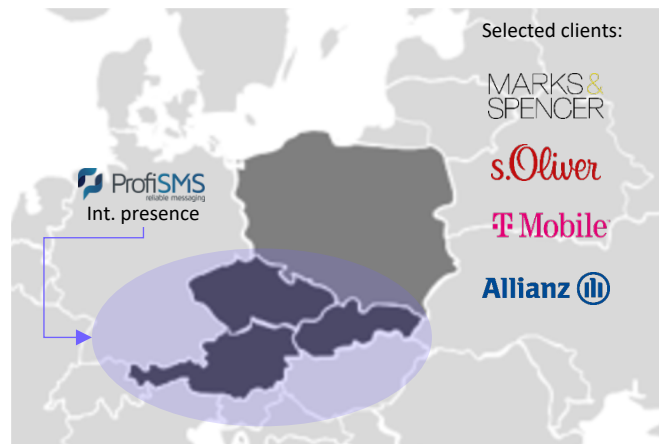 Selected clients:
MARKS&
SPENCER
s.Oliver
T Mobile
Allianz
ProfiSMS
reliable messaging
Int. presence